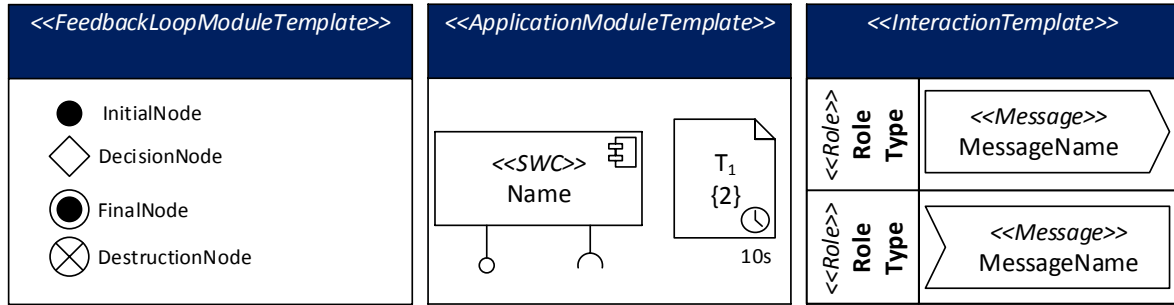 <<FeedbackLoopModuleTemplate>>
InitialNode
DecisionNode
FinalNode
DestructionNode
<<ApplicationModuleTemplate>>
<<SWC>>
Name
T₁
{2}
10s
<<InteractionTemplate>>
<<Role>>
Role
Type
<<Message>>
MessageName
<<Role>>
Role
Type
<<Message>>
MessageName